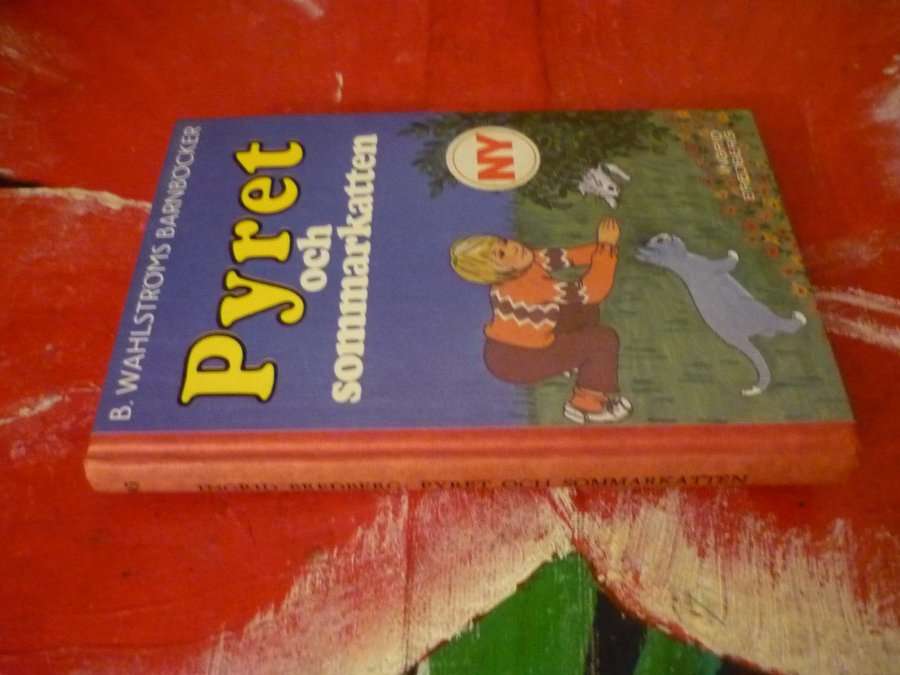 B. WAHLSTRÖMS BARNBÖCKER
Pyret
och
sommarkatten
NY
INGRID
BREDBERG
INGRID BREDBERG: PYRET OCH SOMMARKATTEN